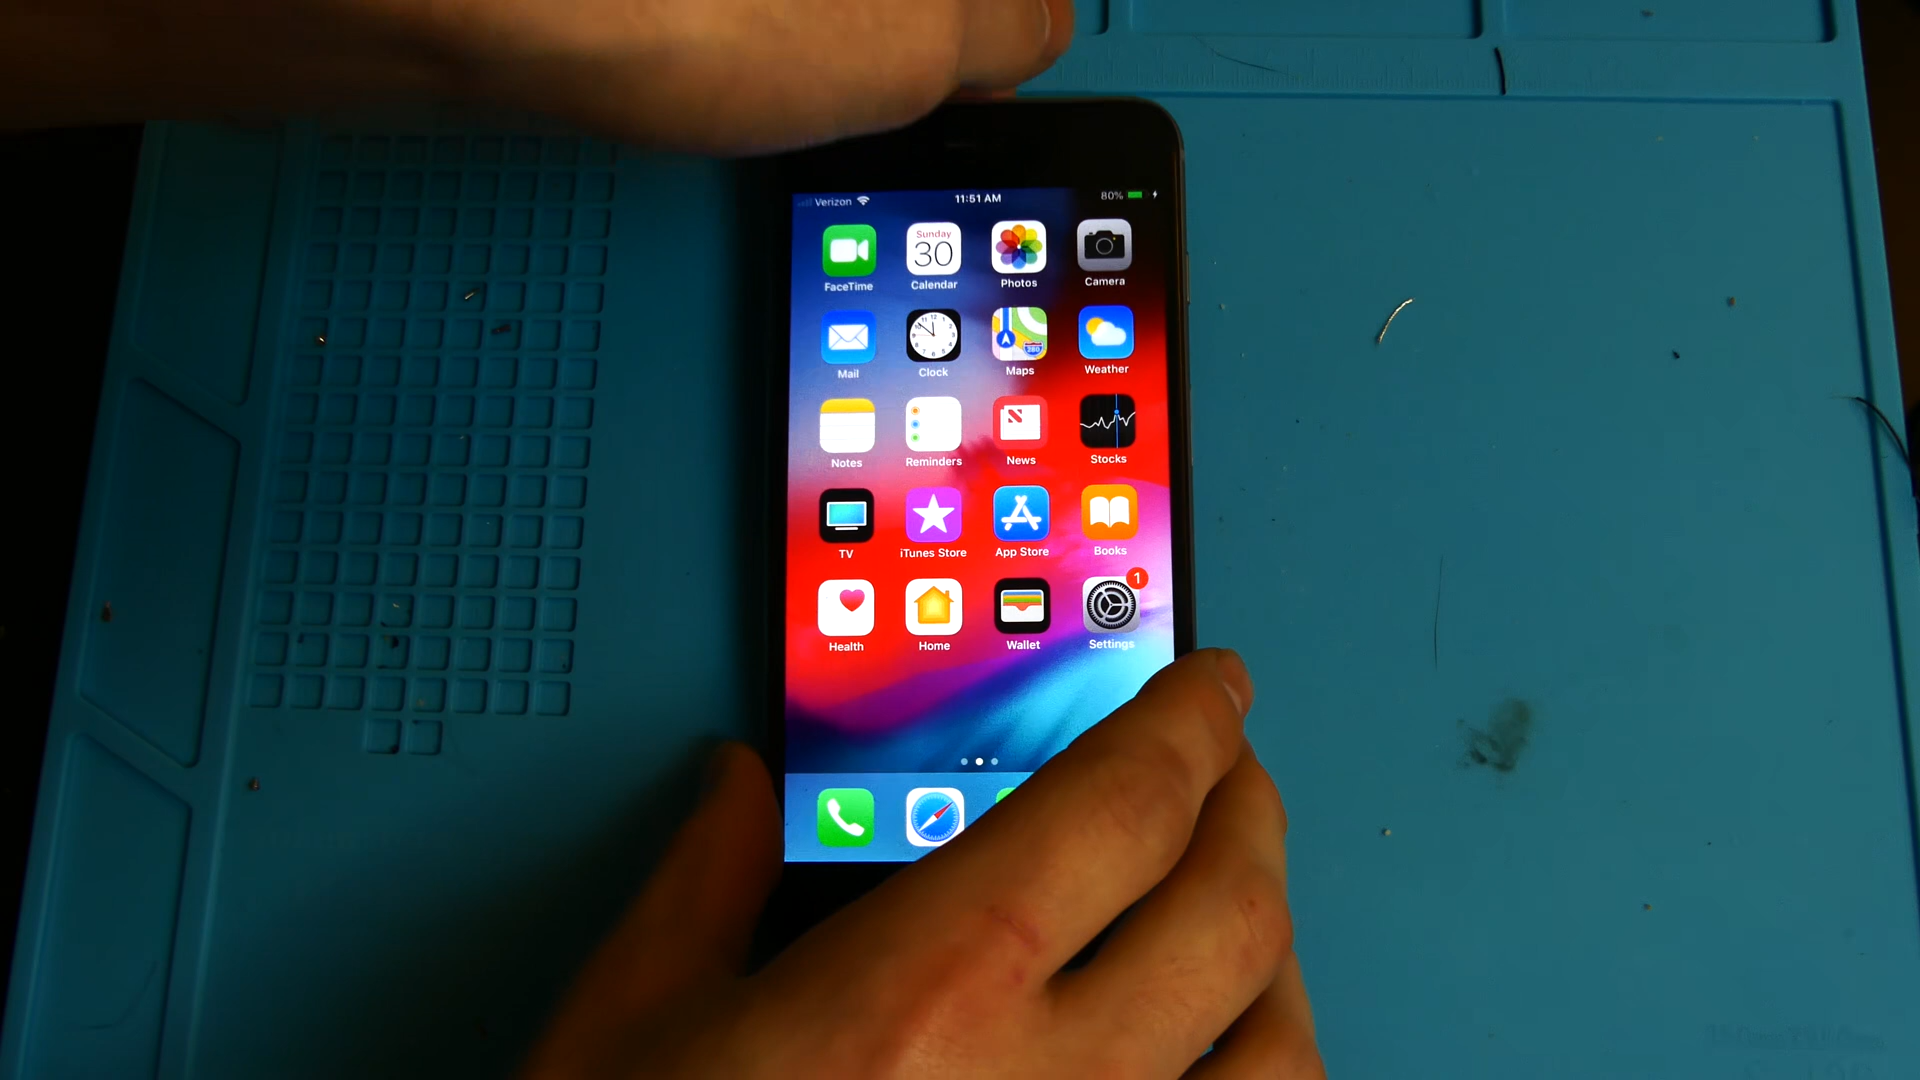 Verizon 11:51 AM 80%
Sunday
30
FaceTime Calendar Photos Camera
Mail Clock Maps Weather
Notes Reminders News Stocks
TV iTunes Store App Store Books
1
Health Home Wallet Settings